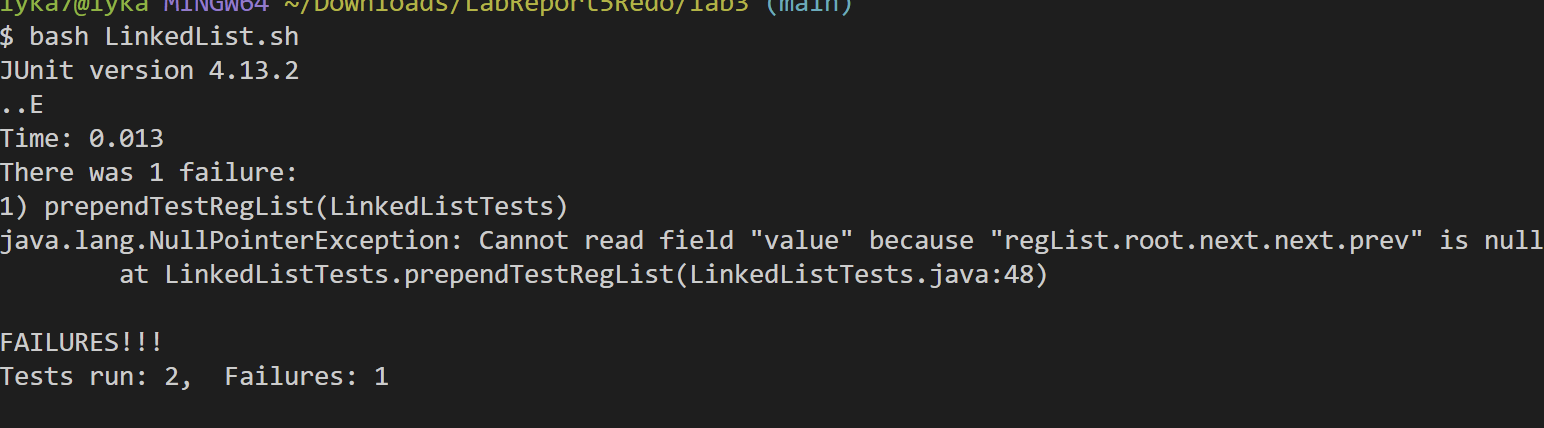 iyka7@iyka MINGW64 ~/Downloads/LabReport5Redo/lab3 (main)
$ bash LinkedList.sh
JUnit version 4.13.2
..E
Time: 0.013
There was 1 failure:
1) prependTestRegList(LinkedListTests)
java.lang.NullPointerException: Cannot read field "value" because "regList.root.next.next.prev" is null
        at LinkedListTests.prependTestRegList(LinkedListTests.java:48)
FAILURES!!!
Tests run: 2,  Failures: 1